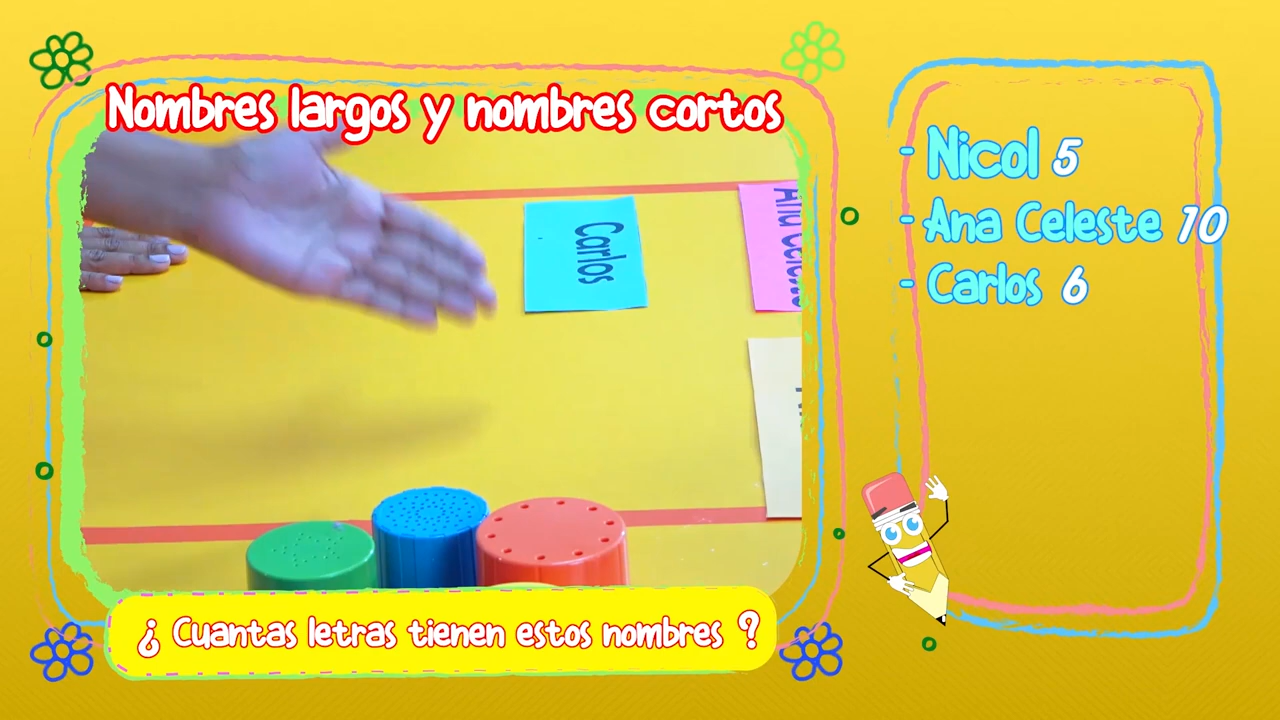 Nombres largos y nombres cortos
Carlos
- Nicol 5
- Ana Celeste 10
- Carlos 6
¿ Cuantas letras tienen estos nombres ?